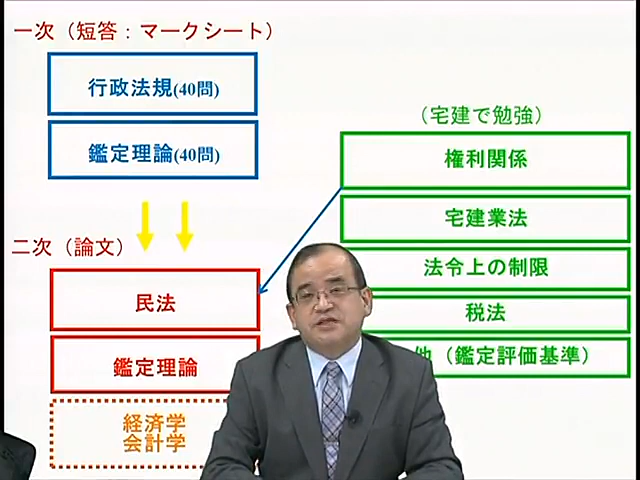 一次（短答：マークシート）
行政法規(40問)
鑑定理論(40問)
（宅建で勉強）
権利関係
宅建業法
法令上の制限
税法
他（鑑定評価基準）
二次（論文）
民法
鑑定理論
経済学
会計学